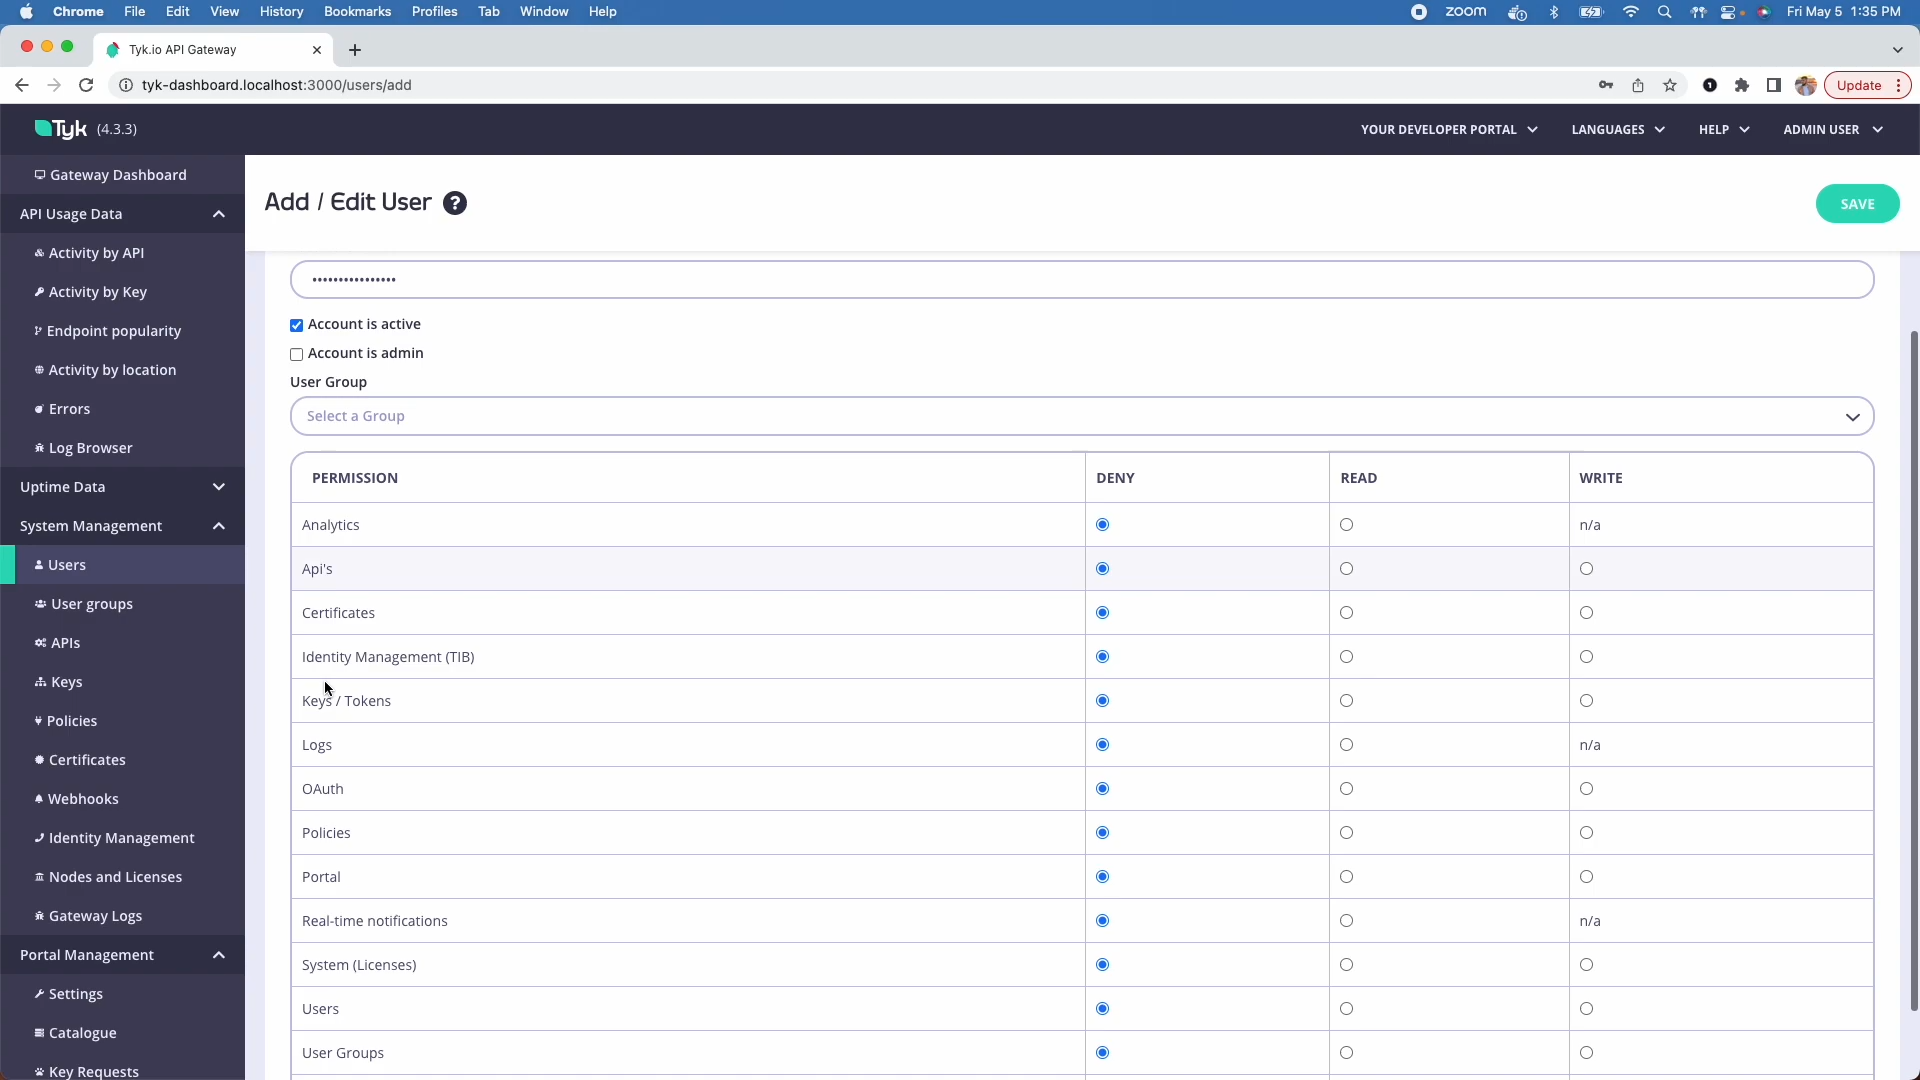 Chrome File Edit View History Bookmarks Profiles Tab Window Help
zoom Fri May 5 1:35 PM
Tyk.io API Gateway
tyk-dashboard.localhost:3000/users/add
1
Update
Tyk (4.3.3)
YOUR DEVELOPER PORTAL LANGUAGES HELP ADMIN USER
Gateway Dashboard
API Usage Data
Activity by API
Activity by Key
Endpoint popularity
Activity by location
Errors
Log Browser
Uptime Data
System Management
Users
User groups
APIs
Keys
Policies
Certificates
Webhooks
Identity Management
Nodes and Licenses
Gateway Logs
Portal Management
Settings
Catalogue
Key Requests
Add / Edit User ?
SAVE
••••••••••••••••
Account is active
Account is admin
User Group
Select a Group
PERMISSION DENY READ WRITE
Analytics n/a
Api's
Certificates
Identity Management (TIB)
Keys / Tokens
Logs n/a
OAuth
Policies
Portal
Real-time notifications n/a
System (Licenses)
Users
User Groups